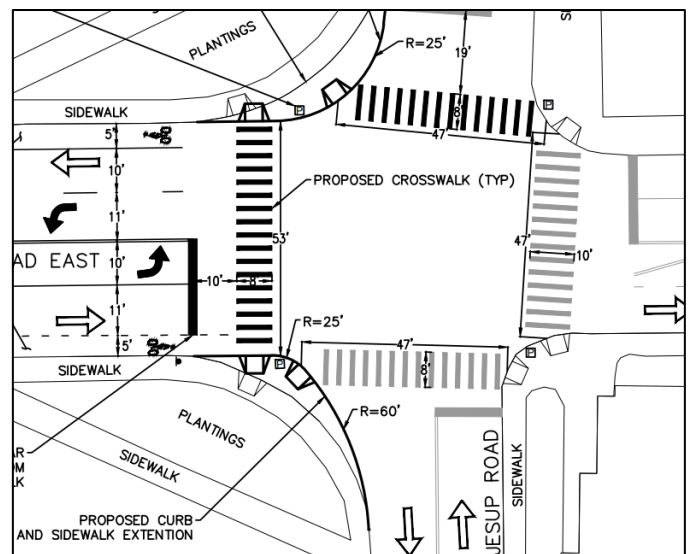 PLANTINGS
R=25'
19'
SI
SIDEWALK
8'
47'
5'
10'
PROPOSED CROSSWALK (TYP)
11'
53'
47'
AD EAST
10'
10'
8'
10'
11'
R=25'
47'
5'
8'
SIDEWALK
R=60'
PLANTINGS
AR
OM
LK
SIDEWALK
JESUP ROAD
SIDEWALK
PROPOSED CURB
AND SIDEWALK EXTENTION